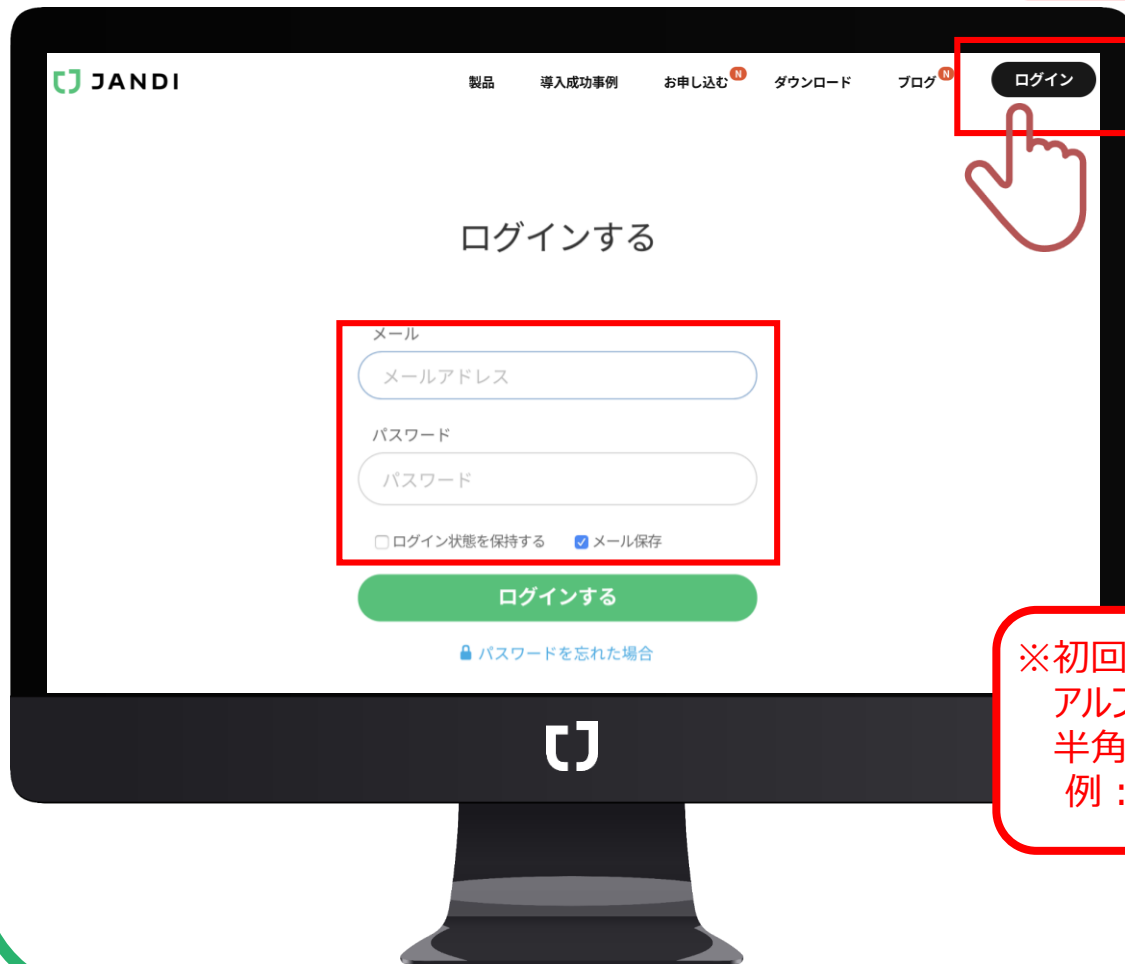 JANDI
製品 導入成功事例 お申し込む N ダウンロード ブログ N ログイン
ログインする
メール
メールアドレス
パスワード
パスワード
ログイン状態を保持する メール保存
ログインする
パスワードを忘れた場合
※初回
アルフ
半角
例：